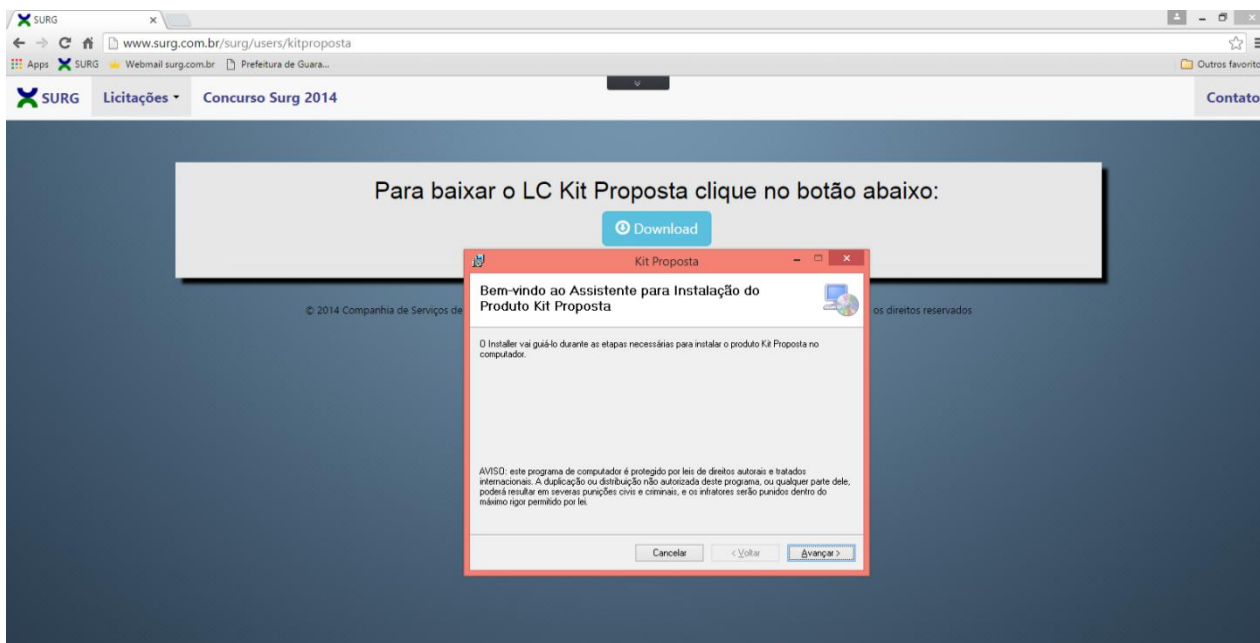 SURG
www.surg.com.br/surg/users/kitproposta
Apps SURG Webmail surg.com.br Prefeitura de Guara... Outros favorito
SURG Licitações Concurso Surg 2014 Contato
Para baixar o LC Kit Proposta clique no botão abaixo:
Download
Kit Proposta
Bem-vindo ao Assistente para Instalação do
Produto Kit Proposta
© 2014 Companhia de Serviços de os direitos reservados
O Installer vai guiá-lo durante as etapas necessárias para instalar o produto Kit Proposta no
computador.
AVISO: este programa de computador é protegido por leis de direitos autorais e tratados
internacionais. A duplicação ou distribuição não autorizada deste programa, ou qualquer parte dele,
poderá resultar em severas punições civis e criminais, e os infratores serão punidos dentro do
máximo rigor permitido por lei.
Cancelar < Voltar Avançar >